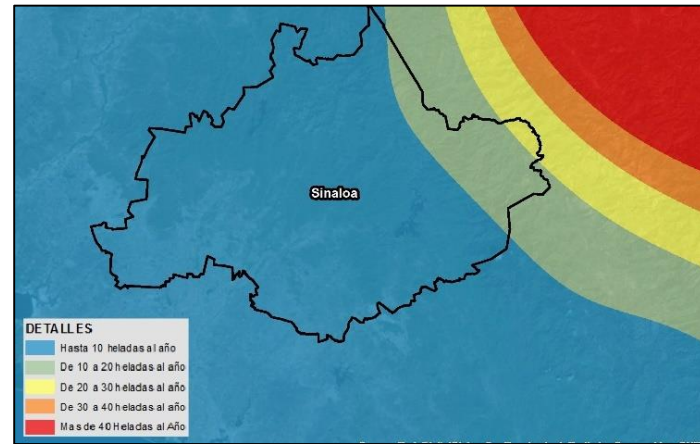 Sinaloa
DETALLES
Hasta 10 heladas al año
De 10 a 20 heladas al año
De 20 a 30 heladas al año
De 30 a 40 heladas al año
Mas de 40 Heladas al Año